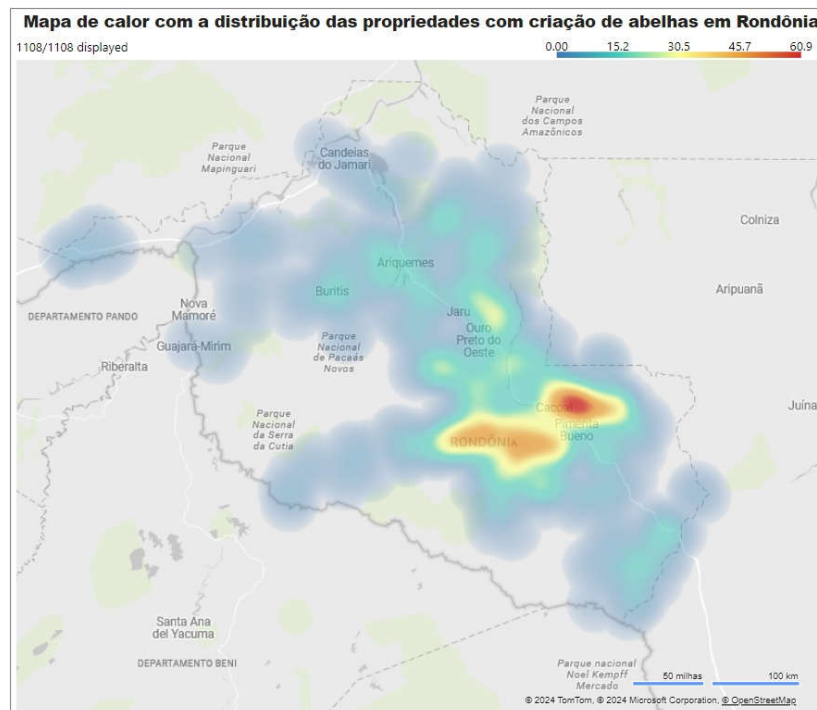 Mapa de calor com a distribuição das propriedades com criação de abelhas em Rondônia
1108/1108 displayed
0.00 15.2 30.5 45.7 60.9
Parque
Nacional
dos Campos
Amazônicos
Parque
Nacional
Mapinguari
Candeias
do Jamari
Colniza
Ariquemes
Aripuanã
Buritis
Nova
Mamoré
DEPARTAMENTO PANDO
Jaru
Ouro
Preto do
Oeste
Guajará-Mirim
Parque
Nacional
de Pacaás
Novos
Riberalta
Cacoal
Juína
Pimenta
Bueno
Parque
Nacional
da Serra
da Cutia
RONDÔNIA
Santa Ana
del Yacuma
DEPARTAMENTO BENI
Parque nacional
Noel Kempff
Mercado
50 milhas 100 km
© 2024 TomTom, © 2024 Microsoft Corporation, © OpenStreetMap